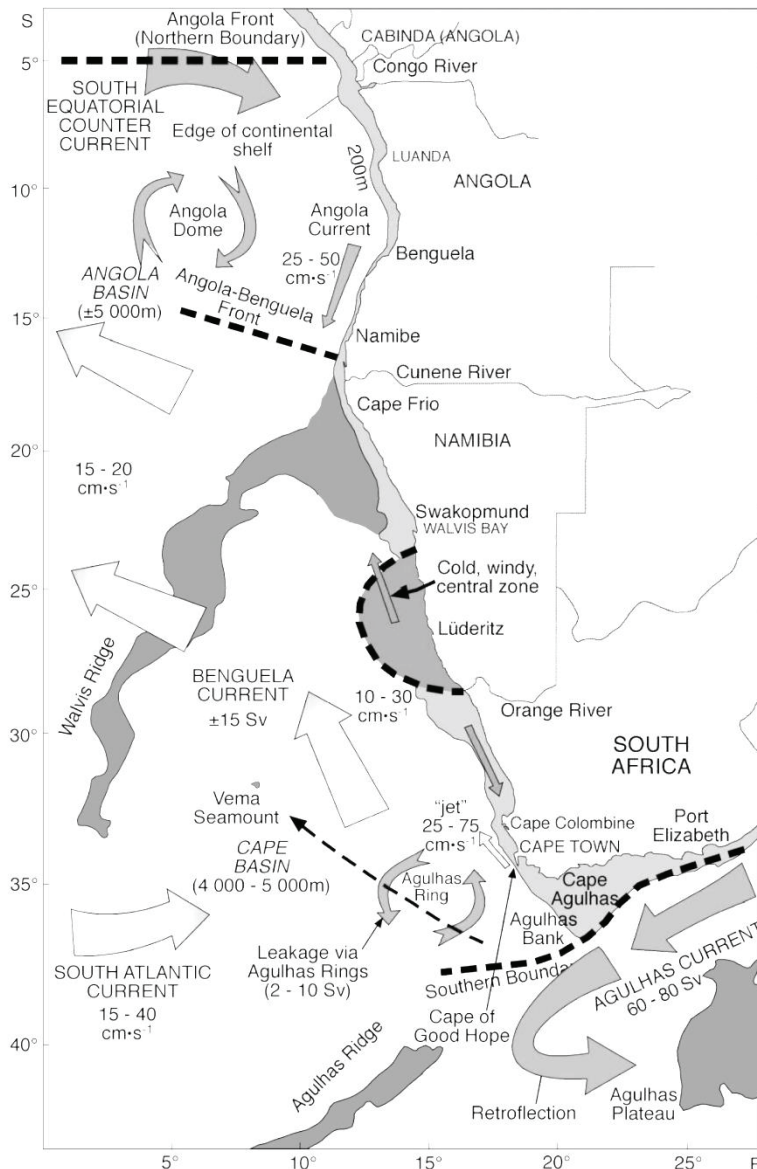 S
Angola Front
(Northern Boundary)
CABINDA (ANGOLA)
5°
Congo River
SOUTH
EQUATORIAL
COUNTER
CURRENT
Edge of continental
shelf
200m
LUANDA
10°
ANGOLA
Angola
Dome
Angola
Current
25 - 50
cm•s⁻¹
Benguela
ANGOLA
BASIN
(±5 000m)
Angola-Benguela
Front
15°
Namibe
Cunene River
Cape Frio
NAMIBIA
20°
15 - 20
cm•s⁻¹
Swakopmund
WALVIS BAY
Cold, windy,
central zone
25°
Lüderitz
Walvis Ridge
BENGUELA
CURRENT
±15 Sv
10 - 30
cm•s⁻¹
Orange River
30°
SOUTH
AFRICA
Vema
Seamount
"jet"
25 - 75
cm•s⁻¹
Cape Colombine
CAPE TOWN
Port
Elizabeth
CAPE
BASIN
(4 000 - 5 000m)
35°
Agulhas
Ring
Cape
Agulhas
Agulhas
Bank
Leakage via
Agulhas Rings
(2 - 10 Sv)
Southern Bounda
AGULHAS CURRENT
60 - 80 Sv
SOUTH ATLANTIC
CURRENT
15 - 40
cm•s⁻¹
Cape of
Good Hope
40°
Agulhas Ridge
Retroflection
Agulhas
Plateau
5°
10°
15°
20°
25°